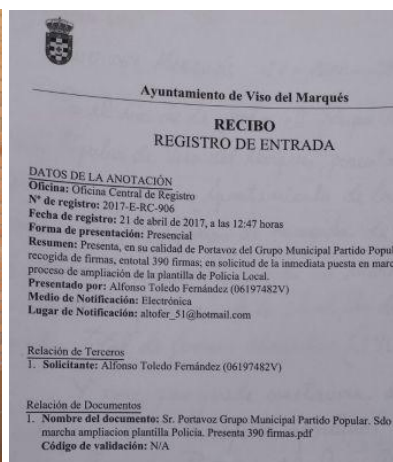 Ayuntamiento de Viso del Marqués
RECIBO
REGISTRO DE ENTRADA
DATOS DE LA ANOTACIÓN
Oficina: Oficina Central de Registro
Nº de registro: 2017-E-RC-906
Fecha de registro: 21 de abril de 2017, a las 12:47 horas
Forma de presentación: Presencial
Resumen: Presenta, en su calidad de Portavoz del Grupo Municipal Partido Popul
recogida de firmas, entotal 390 firmas; en solicitud de la inmediata puesta en marc
proceso de ampliación de la plantilla de Policia Local.
Presentado por: Alfonso Toledo Fernández (06197482V)
Medio de Notificación: Electrónica
Lugar de Notificación: altofer_51@hotmail.com
Relación de Terceros
1. Solicitante: Alfonso Toledo Fernández (06197482V)
Relación de Documentos
1. Nombre del documento: Sr. Portavoz Grupo Municipal Partido Popular. Sdo
marcha ampliacion plantilla Policia. Presenta 390 firmas.pdf
Código de validación: N/A